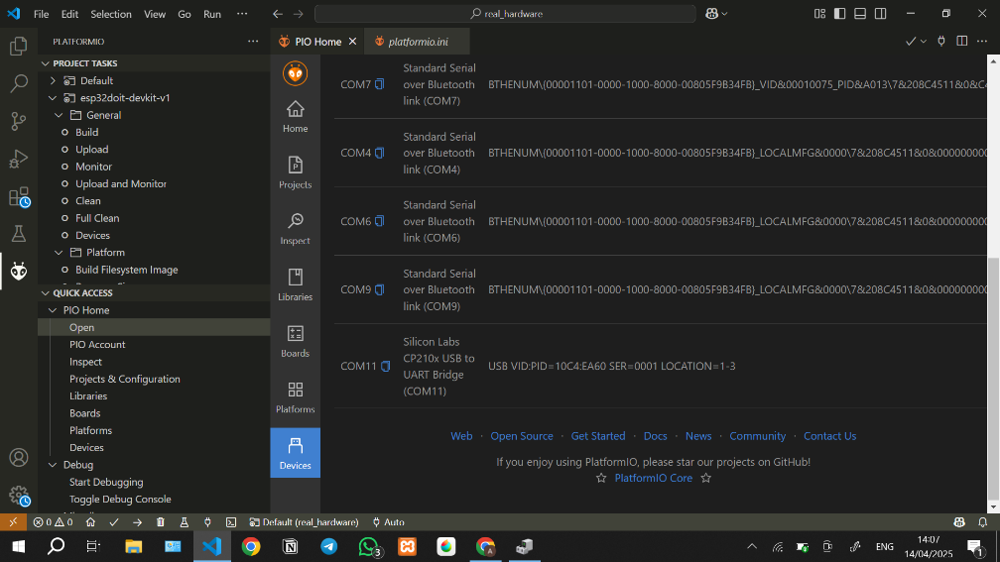 File Edit Selection View Go Run ··· real_hardware
PLATFORMIO ···
PIO Home
platformio.ini
PROJECT TASKS
Default
esp32doit-devkit-v1
General
Build
Upload
Monitor
Upload and Monitor
Clean
Full Clean
Devices
Platform
Build Filesystem Image
QUICK ACCESS
PIO Home
Open
PIO Account
Inspect
Projects & Configuration
Libraries
Boards
Platforms
Devices
Debug
Start Debugging
Toggle Debug Console
Home
Projects
Inspect
Libraries
Boards
Platforms
Devices
Standard Serial
COM7 over Bluetooth BTHENUM\{00001101-0000-1000-8000-00805F9B34FB}_VID&00010075_PID&A013\7&208C4511&0&C4
link (COM7)
Standard Serial
COM4 over Bluetooth BTHENUM\{00001101-0000-1000-8000-00805F9B34FB}_LOCALMFG&0000\7&208C4511&0&000000000
link (COM4)
Standard Serial
COM6 over Bluetooth BTHENUM\{00001101-0000-1000-8000-00805F9B34FB}_LOCALMFG&0000\7&208C4511&0&000000000
link (COM6)
Standard Serial
COM9 over Bluetooth BTHENUM\{00001101-0000-1000-8000-00805F9B34FB}_LOCALMFG&0000\7&208C4511&0&000000000
link (COM9)
Silicon Labs
CP210x USB to
COM11 UART Bridge USB VID:PID=10C4:EA60 SER=0001 LOCATION=1-3
(COM11)
Web · Open Source · Get Started · Docs · News · Community · Contact Us
If you enjoy using PlatformIO, please star our projects on GitHub!
PlatformIO Core
0 0 Default (real_hardware) Auto
3 ENG 14:07
14/04/2025 1